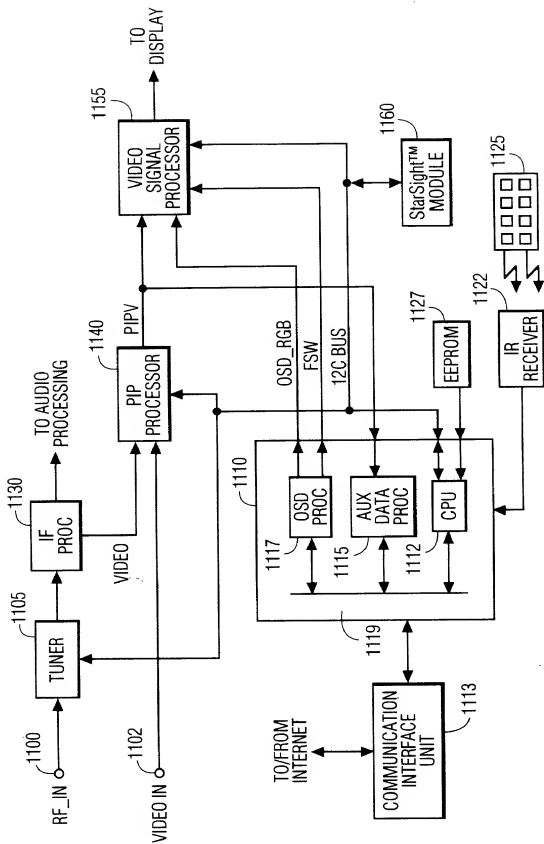 RF_IN
1100
TUNER
1105
IF
PROC
1130
TO AUDIO
PROCESSING
VIDEO
VIDEO IN
1102
PIP
PROCESSOR
1140
PIPV
VIDEO
SIGNAL
PROCESSOR
1155
TO
DISPLAY
OSD_RGB
FSW
12C BUS
StarSight™
MODULE
1160
1110
OSD
PROC
1117
AUX
DATA
PROC
1115
CPU
1112
1119
EEPROM
1127
IR
RECEIVER
1122
1125
TO/FROM
INTERNET
COMMUNICATION
INTERFACE
UNIT
1113